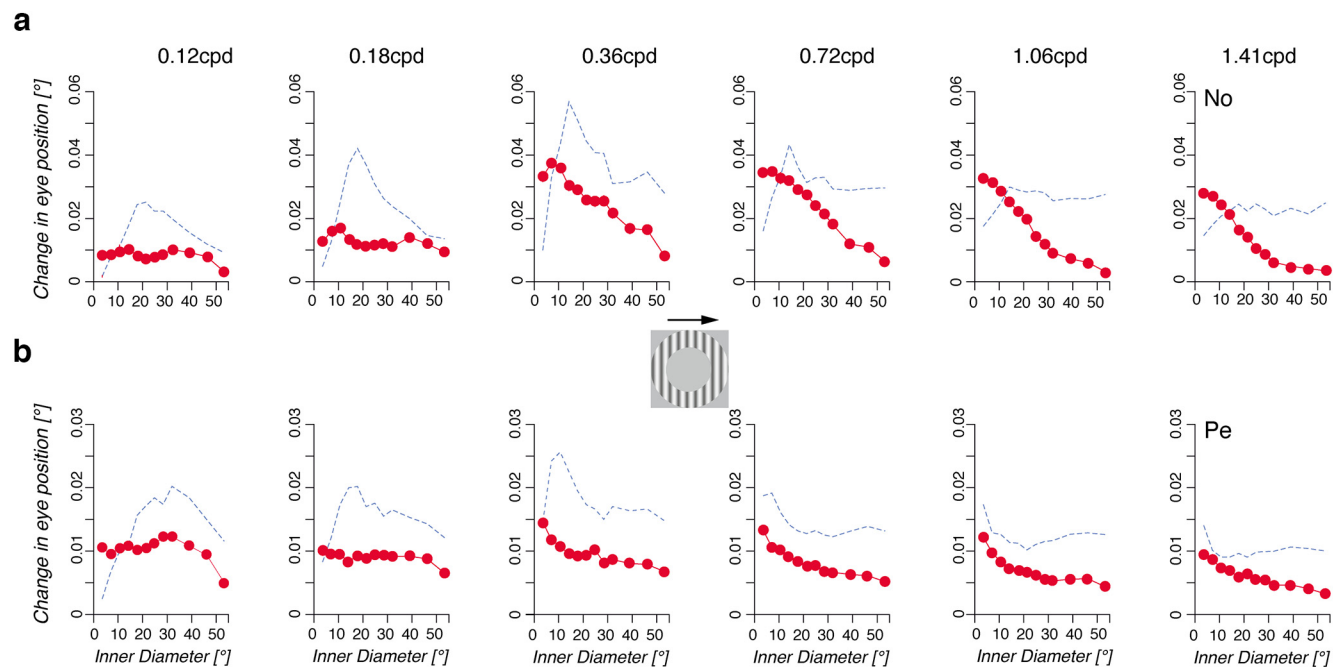 a
0.12cpd 0.18cpd 0.36cpd 0.72cpd 1.06cpd 1.41cpd
No
Change in eye position [°]
0 0.02 0.04 0.06
0 0.02 0.04 0.06
0 0.02 0.04 0.06
0 0.02 0.04 0.06
0 0.02 0.04 0.06
0 0.02 0.04 0.06
0 10 20 30 40 50
0 10 20 30 40 50
0 10 20 30 40 50
0 10 20 30 40 50
0 10 20 30 40 50
0 10 20 30 40 50
b
Pe
Change in eye position [°]
0 0.01 0.02 0.03
0 0.01 0.02 0.03
0 0.01 0.02 0.03
0 0.01 0.02 0.03
0 0.01 0.02 0.03
0 0.01 0.02 0.03
0 10 20 30 40 50
0 10 20 30 40 50
0 10 20 30 40 50
0 10 20 30 40 50
0 10 20 30 40 50
0 10 20 30 40 50
Inner Diameter [°] Inner Diameter [°] Inner Diameter [°] Inner Diameter [°] Inner Diameter [°] Inner Diameter [°]